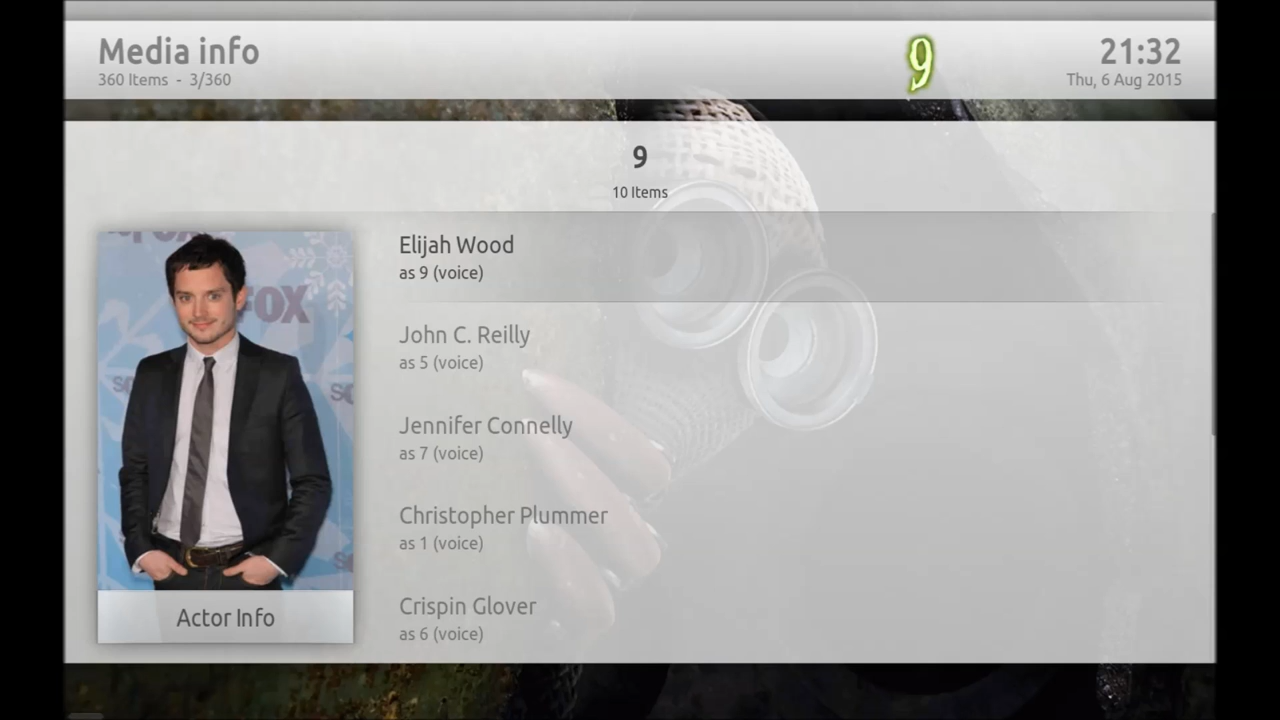 Media info
360 Items - 3/360
9
21:32
Thu, 6 Aug 2015
9
10 Items
FOX
Elijah Wood
as 9 (voice)
John C. Reilly
as 5 (voice)
Jennifer Connelly
as 7 (voice)
Christopher Plummer
as 1 (voice)
Crispin Glover
as 6 (voice)
Actor Info